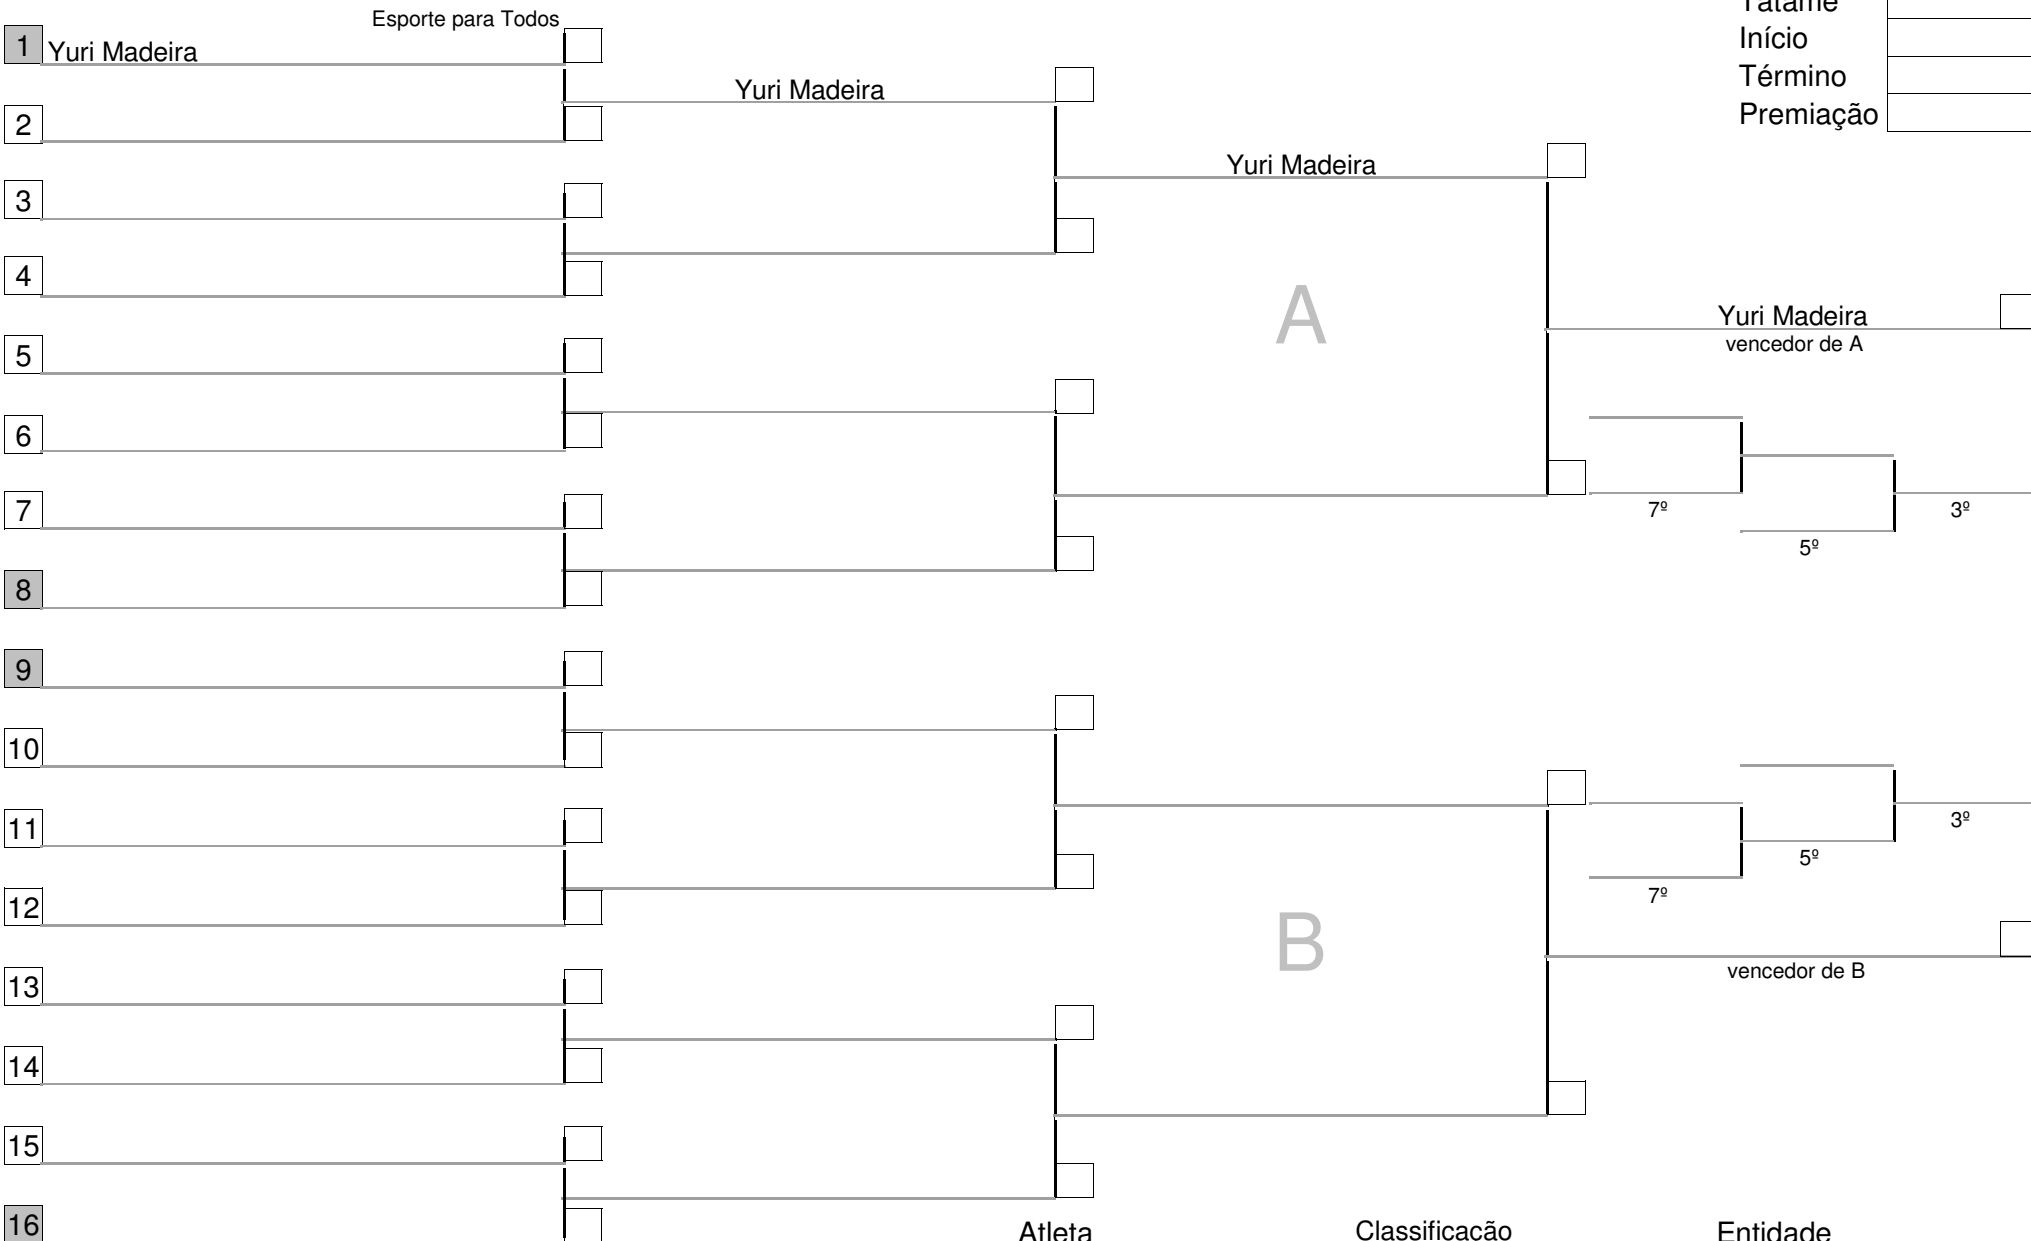 Tatame
Esporte para Todos
1 Yuri Madeira
Início
Término
Yuri Madeira
Premiação
2
Yuri Madeira
3
4
A
Yuri Madeira
vencedor de A
5
6
7
7º
3º
5º
8
9
10
11
3º
5º
7º
12
B
vencedor de B
13
14
15
16
Atleta
Classificação
Entidade